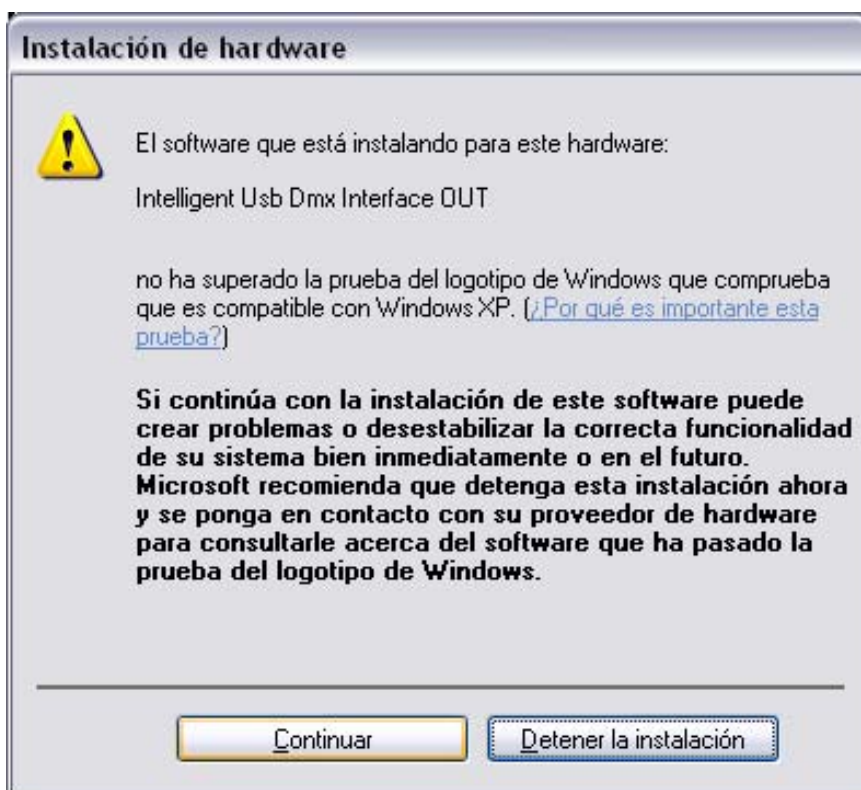 Instalación de hardware
El software que está instalando para este hardware:
Intelligent Usb Dmx Interface OUT
no ha superado la prueba del logotipo de Windows que comprueba
que es compatible con Windows XP. (¿Por qué es importante esta
prueba?)
Si continúa con la instalación de este software puede
crear problemas o desestabilizar la correcta funcionalidad
de su sistema bien inmediatamente o en el futuro.
Microsoft recomienda que detenga esta instalación ahora
y se ponga en contacto con su proveedor de hardware
para consultarle acerca del software que ha pasado la
prueba del logotipo de Windows.
Continuar
Detener la instalación